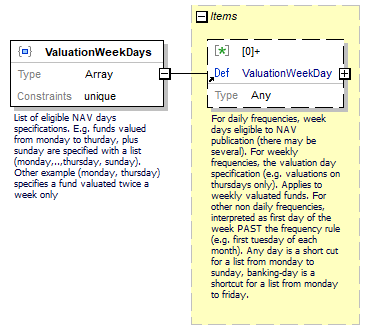 Items
ValuationWeekDays
Type Array
Constraints unique
[0]+
Def ValuationWeekDay
Type Any
List of eligible NAV days
specifications. E.g. funds valued
from monday to thurday, plus
sunday are specified with a list
(monday,..,thursday, sunday).
Other example (monday, thursday)
specifies a fund valuated twice a
week only
For daily frequencies, week
days eligible to NAV
publication (there may be
several). For weekly
frequencies, the valuation day
specification (e.g. valuations on
thursdays only). Applies to
weekly valuated funds. For
other non daily frequencies,
interpreted as first day of the
week PAST the frequency rule
(e.g. first tuesday of each
month). Any day is a short cut
for a list from monday to
sunday, banking-day is a
shortcut for a list from monday
to friday.